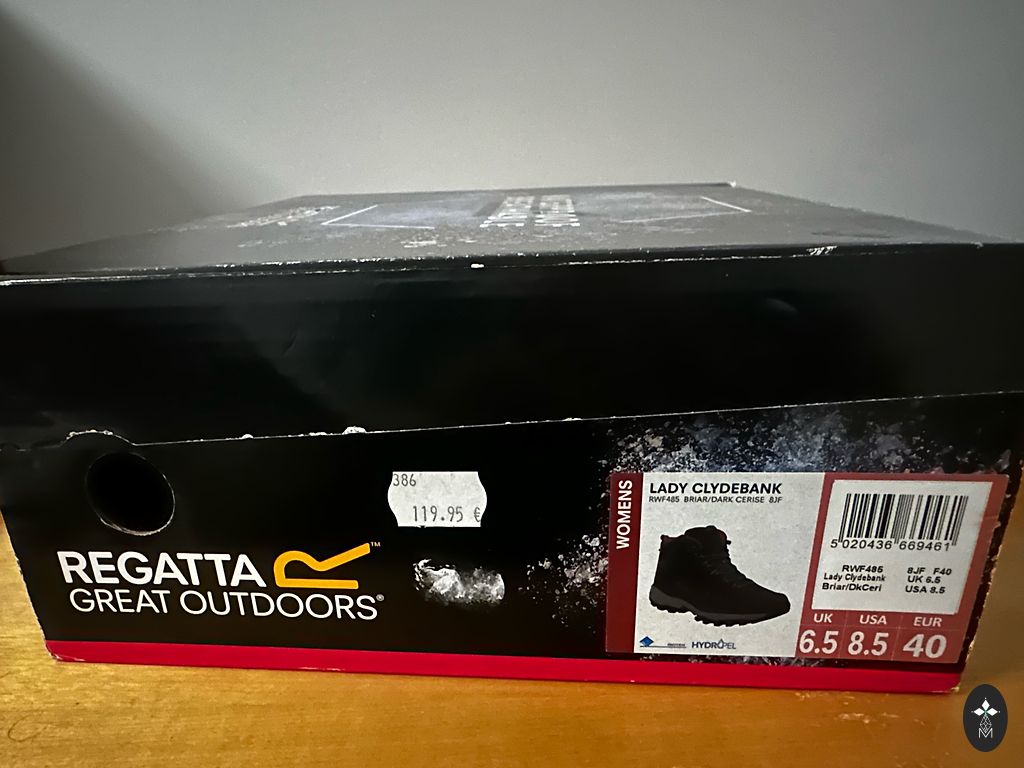 386
119.95 €
REGATTA
GREAT OUTDOORS®
WOMENS
LADY CLYDEBANK
RWF485 BRIAR/DARK CERISE 8JF
HYDROPEL
5 020436 669461
RWF485 8JF F40
Lady Clydebank UK 6.5
Briar/DkCeri USA 8.5
UK USA EUR
6.5 8.5 40
M